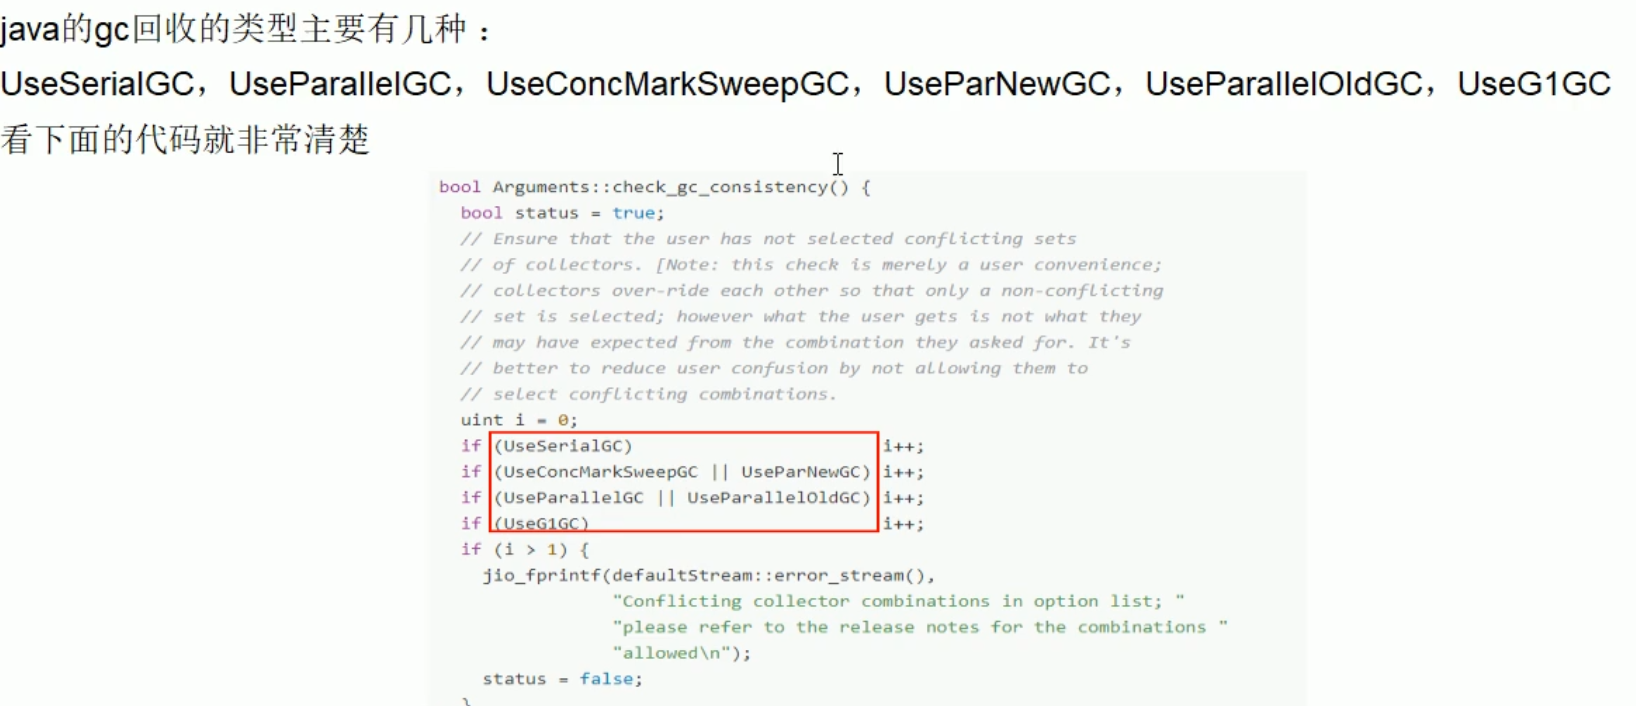 java的gc回收的类型主要有几种：
UseSerialGC，UseParallelGC，UseConcMarkSweepGC，UseParNewGC，UseParallelOldGC，UseG1GC
看下面的代码就非常清楚
bool Arguments::check_gc_consistency() {
bool status = true;
// Ensure that the user has not selected conflicting sets
// of collectors. [Note: this check is merely a user convenience;
// collectors over-ride each other so that only a non-conflicting
// set is selected; however what the user gets is not what they
// may have expected from the combination they asked for. It's
// better to reduce user confusion by not allowing them to
// select conflicting combinations.
uint i = 0;
if (UseSerialGC) i++;
if (UseConcMarkSweepGC || UseParNewGC) i++;
if (UseParallelGC || UseParallelOldGC) i++;
if (UseG1GC) i++;
if (i > 1) {
jio_fprintf(defaultStream::error_stream(),
"Conflicting collector combinations in option list; "
"please refer to the release notes for the combinations "
"allowed\n");
status = false;
}